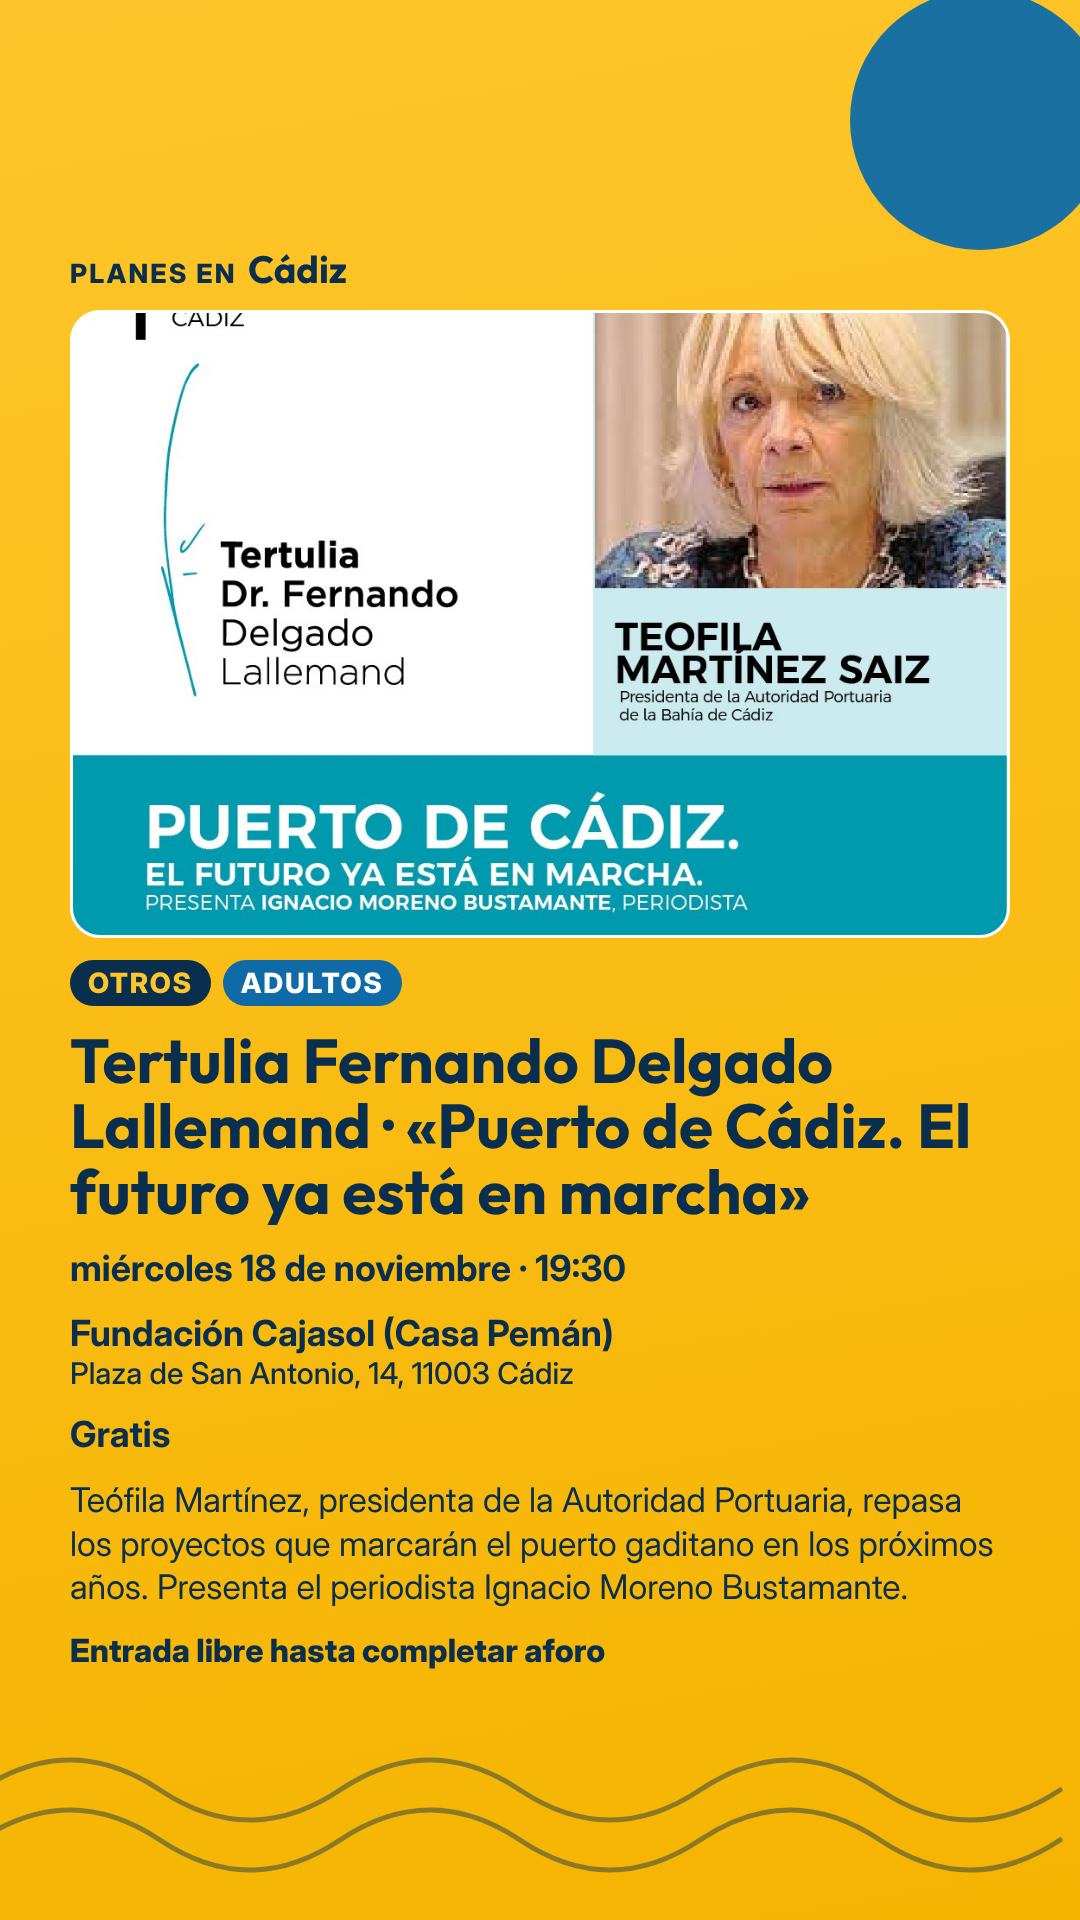 PLANES EN Cádiz
CÁDIZ
Tertulia
Dr. Fernando
Delgado
Lallemand
TEOFILA
MARTÍNEZ SAIZ
Presidenta de la Autoridad Portuaria
de la Bahía de Cádiz
PUERTO DE CÁDIZ.
EL FUTURO YA ESTÁ EN MARCHA.
PRESENTA IGNACIO MORENO BUSTAMANTE, PERIODISTA
OTROS ADULTOS
Tertulia Fernando Delgado
Lallemand · «Puerto de Cádiz. El
futuro ya está en marcha»
miércoles 18 de noviembre · 19:30
Fundación Cajasol (Casa Pemán)
Plaza de San Antonio, 14, 11003 Cádiz
Gratis
Teófila Martínez, presidenta de la Autoridad Portuaria, repasa
los proyectos que marcarán el puerto gaditano en los próximos
años. Presenta el periodista Ignacio Moreno Bustamante.
Entrada libre hasta completar aforo